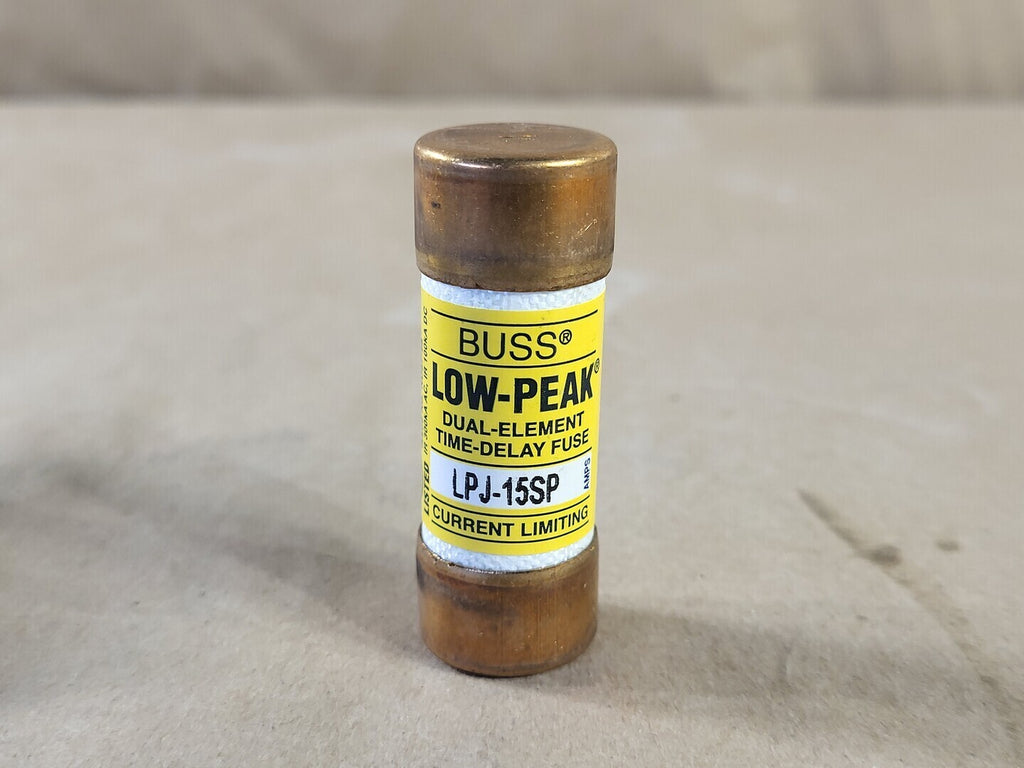 BUSS®
LOW-PEAK®
DUAL-ELEMENT
TIME-DELAY FUSE
LPJ-15SP
AMPS
CURRENT LIMITING
LISTED